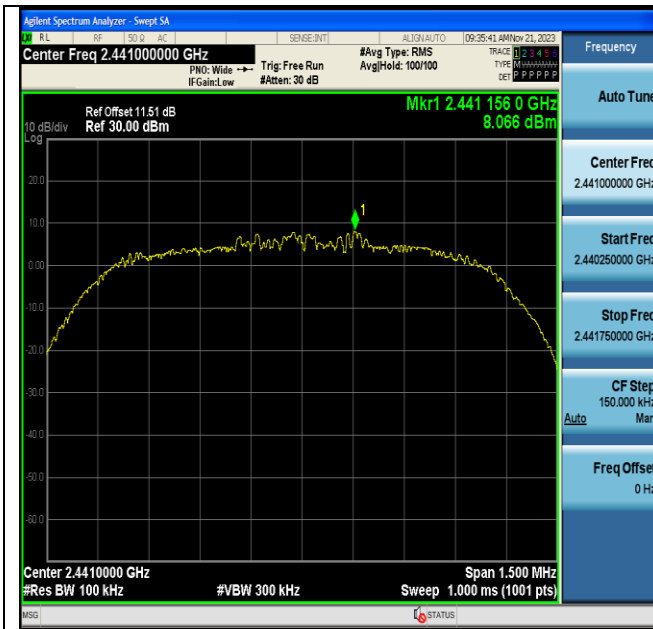 Agilent Spectrum Analyzer - Swept SA
RL RF 50 Ω AC SENSE:INT ALIGN AUTO 09:35:41 AM Nov 21, 2023
Center Freq 2.441000000 GHz
PNO: Wide
IFGain:Low
Trig: Free Run
#Atten: 30 dB
#Avg Type: RMS
Avg|Hold: 100/100
TRACE 1 2 3 4 5 6
TYPE
DET P P P P P P
Ref Offset 11.51 dB
10 dB/div Ref 30.00 dBm
Log
Mkr1 2.441 156 0 GHz
8.066 dBm
1
20.0
10.0
0.00
-10.0
-20.0
-30.0
-40.0
-50.0
-60.0
Center 2.4410000 GHz Span 1.500 MHz
#Res BW 100 kHz #VBW 300 kHz Sweep 1.000 ms (1001 pts)
MSG STATUS
Frequency
Auto Tune
Center Freq
2.441000000 GHz
Start Freq
2.440250000 GHz
Stop Freq
2.441750000 GHz
CF Step
150.000 kHz
Auto Man
Freq Offset
0 Hz